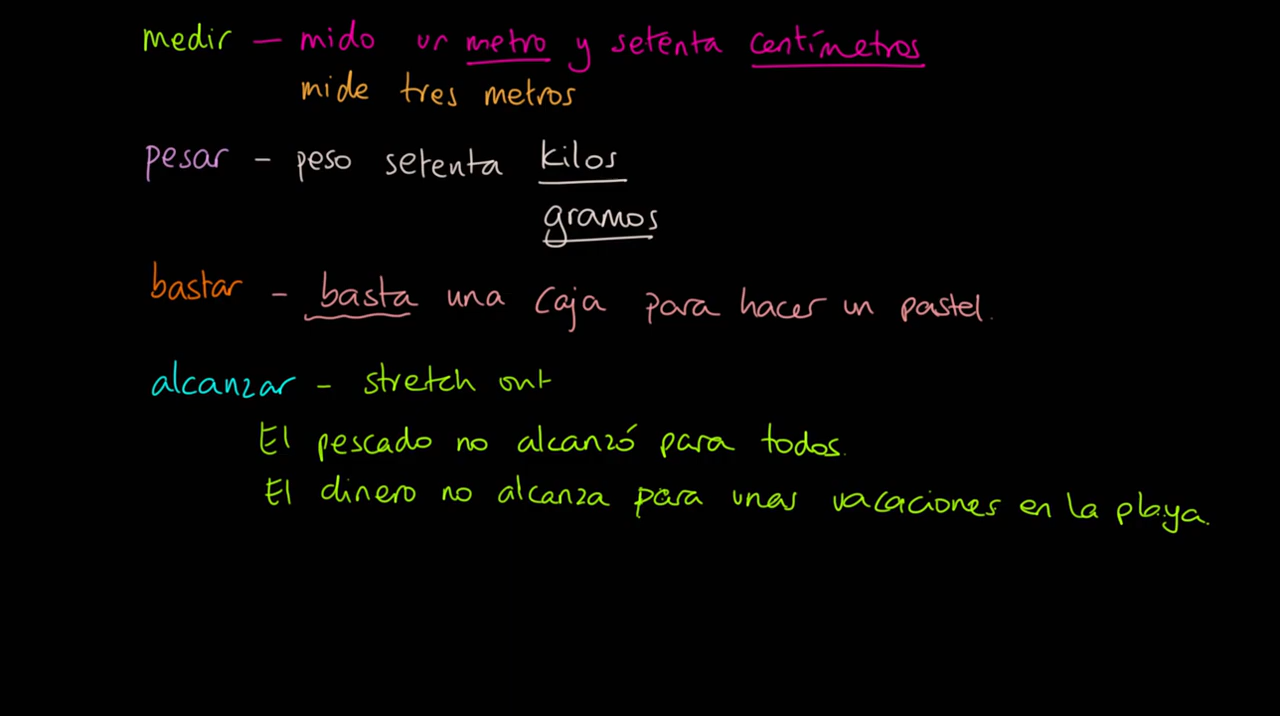 medir – mido un metro y setenta centímetros
mide tres metros
pesar – peso setenta kilos
gramos
bastar – basta una caja para hacer un pastel.
alcanzar – stretch out
El pescado no alcanzó para todos.
El dinero no alcanza para unas vacaciones en la playa.